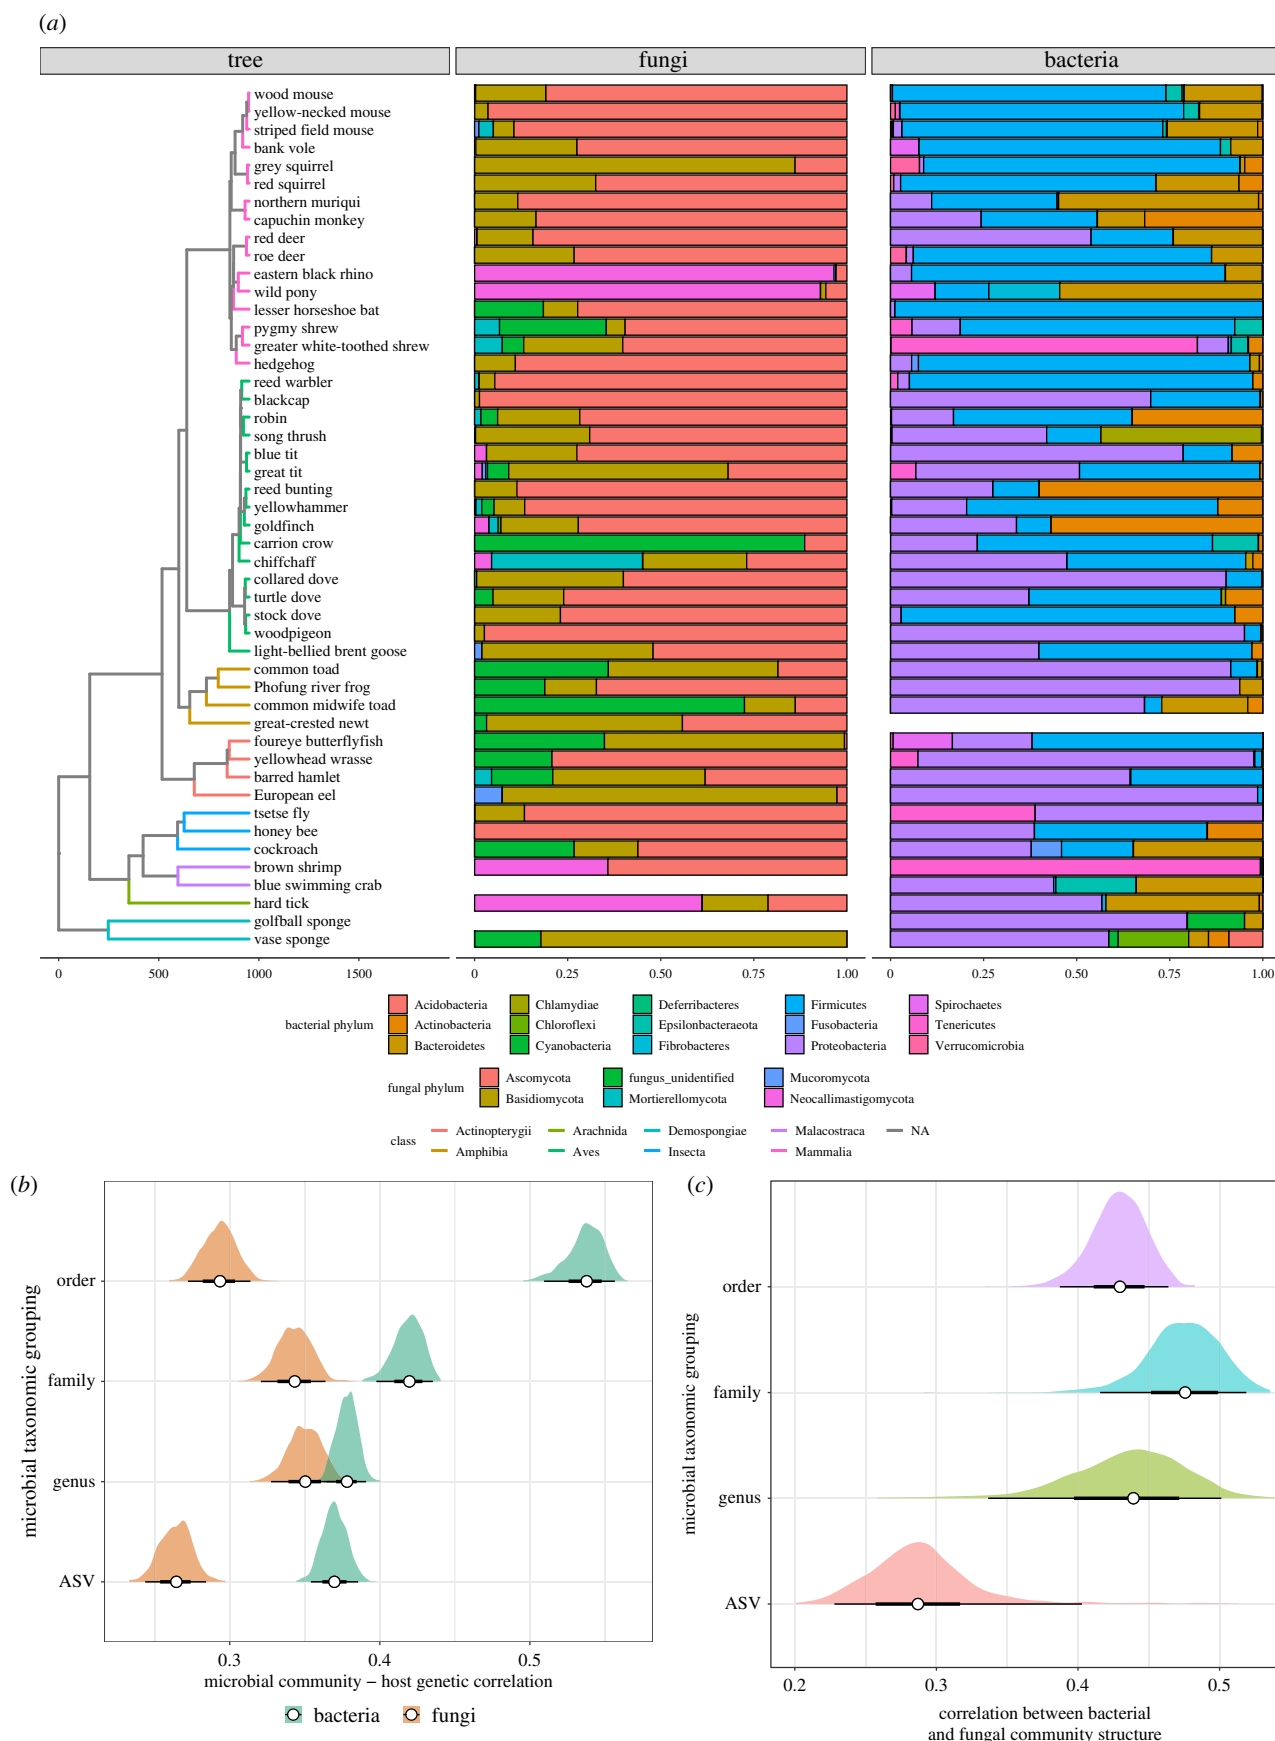 (a)
tree fungi bacteria
wood mouse
yellow-necked mouse
striped field mouse
bank vole
grey squirrel
red squirrel
northern muriqui
capuchin monkey
red deer
roe deer
eastern black rhino
wild pony
lesser horseshoe bat
pygmy shrew
greater white-toothed shrew
hedgehog
reed warbler
blackcap
robin
song thrush
blue tit
great tit
reed bunting
yellowhammer
goldfinch
carrion crow
chiffchaff
collared dove
turtle dove
stock dove
woodpigeon
light-bellied brent goose
common toad
Phofung river frog
common midwife toad
great-crested newt
foureye butterflyfish
yellowhead wrasse
barred hamlet
European eel
tsetse fly
honey bee
cockroach
brown shrimp
blue swimming crab
hard tick
golfball sponge
vase sponge
0 500 1000 1500 0 0.25 0.50 0.75 1.00 0 0.25 0.50 0.75 1.00
Acidobacteria Chlamydiae Deferribacteres Firmicutes Spirochaetes
bacterial phylum Actinobacteria Chloroflexi Epsilonbacteraeota Fusobacteria Tenericutes
Bacteroidetes Cyanobacteria Fibrobacteres Proteobacteria Verrucomicrobia
fungal phylum Ascomycota fungus_unidentified Mucoromycota
Basidiomycota Mortierellomycota Neocallimastigomycota
class Actinopterygii Arachnida Demospongiae Malacostraca NA
Amphibia Aves Insecta Mammalia
(b)
microbial taxonomic grouping
order
family
genus
ASV
0.3 0.4 0.5
microbial community – host genetic correlation
bacteria fungi
(c)
microbial taxonomic grouping
order
family
genus
ASV
0.2 0.3 0.4 0.5
correlation between bacterial
and fungal community structure